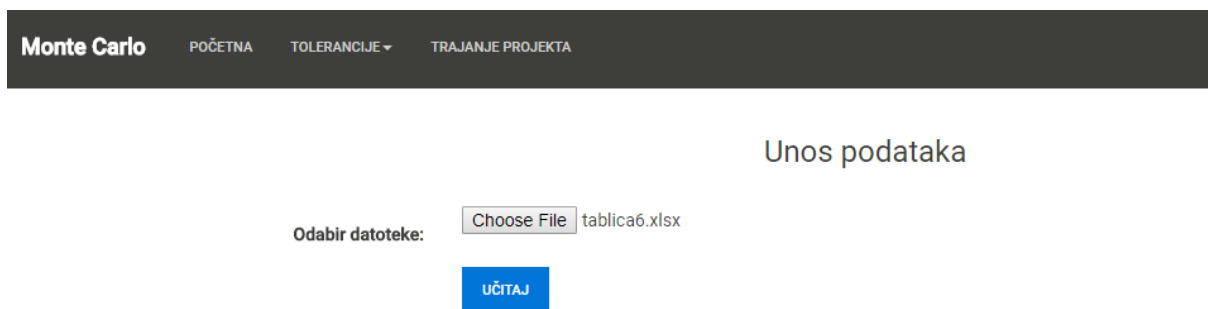 Monte Carlo POČETNA TOLERANCIJE TRAJANJE PROJEKTA
Unos podataka
Odabir datoteke: Choose File tablica6.xlsx
UČITAJ